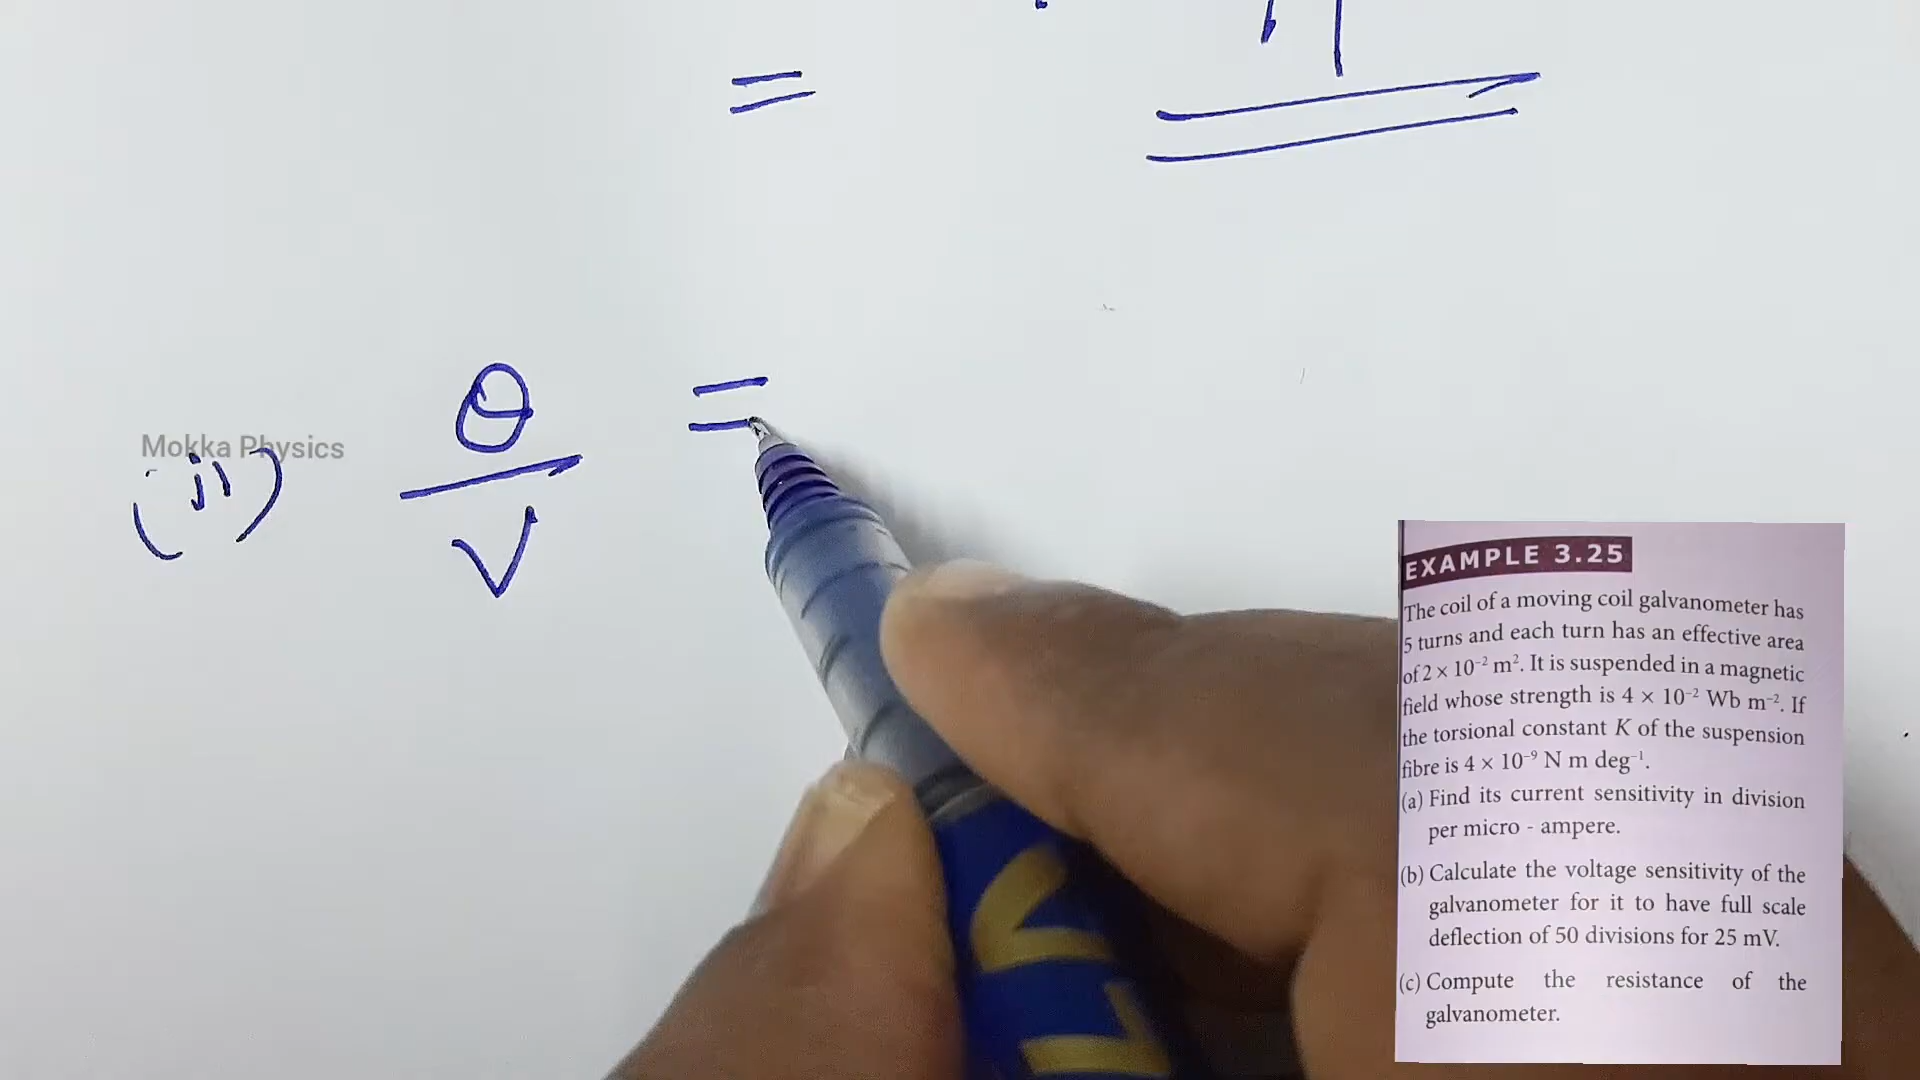 =
(ii) θ/V =
Mokka Physics
EXAMPLE 3.25
The coil of a moving coil galvanometer has
5 turns and each turn has an effective area
of 2 × 10⁻² m². It is suspended in a magnetic
field whose strength is 4 × 10⁻² Wb m⁻². If
the torsional constant K of the suspension
fibre is 4 × 10⁻⁹ N m deg⁻¹.
(a) Find its current sensitivity in division
per micro - ampere.
(b) Calculate the voltage sensitivity of the
galvanometer for it to have full scale
deflection of 50 divisions for 25 mV.
(c) Compute the resistance of the
galvanometer.